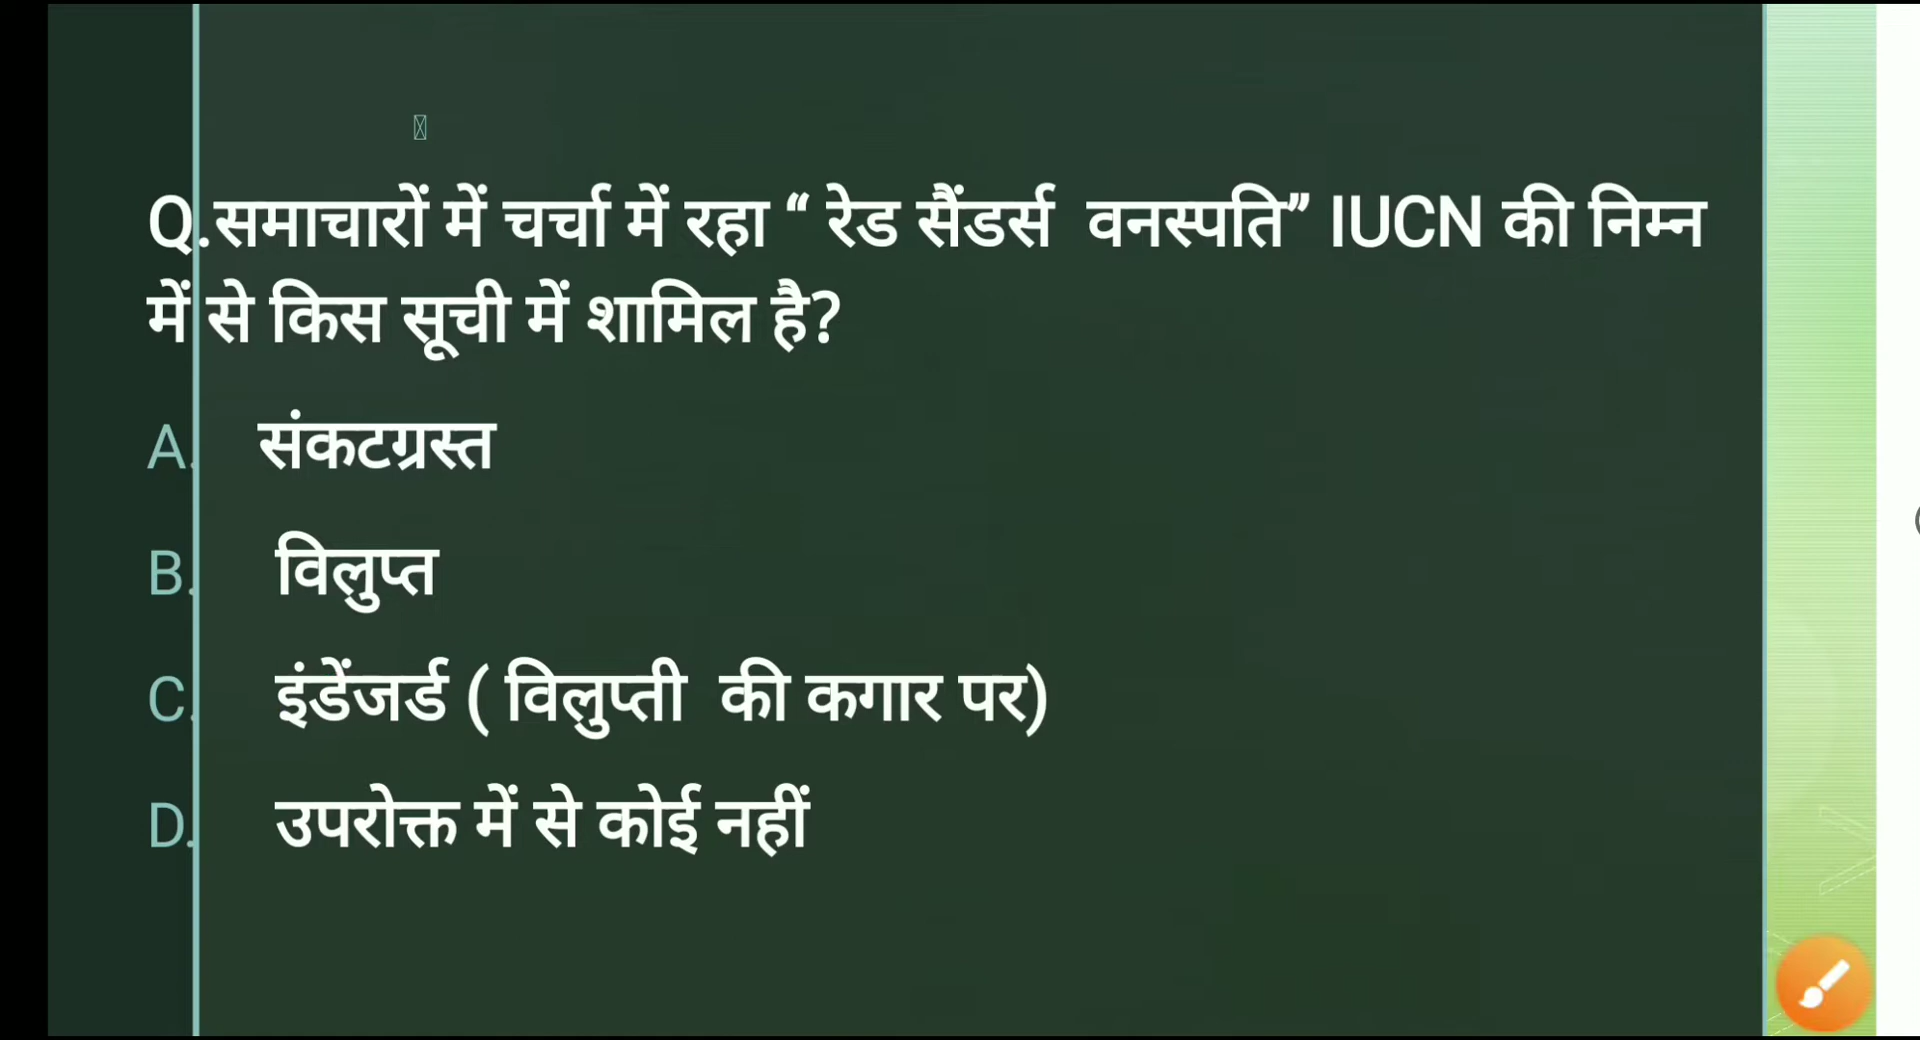 Q.समाचारों में चर्चा में रहा “ रेड सैंडर्स वनस्पति” IUCN की निम्न
में से किस सूची में शामिल है?
A. संकटग्रस्त
B. विलुप्त
C. इंडेंजर्ड ( विलुप्ती की कगार पर)
D. उपरोक्त में से कोई नहीं